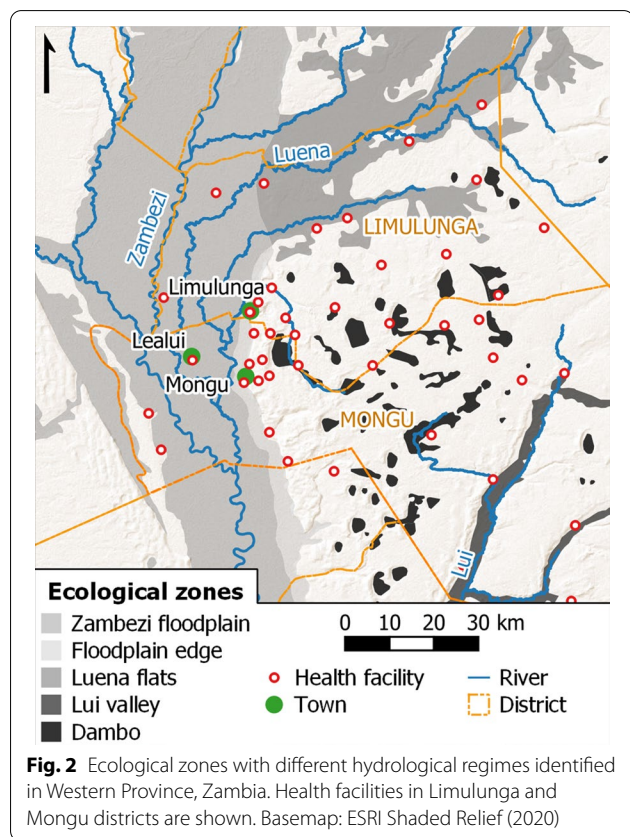 Luena
Zambezi
LIMULUNGA
Limulunga
Lealui
Mongu
MONGU
Lui
Ecological zones
Zambezi floodplain
Floodplain edge
Luena flats
Lui valley
Dambo
0 10 20 30 km
Health facility
Town
River
District
Fig. 2 Ecological zones with different hydrological regimes identified
in Western Province, Zambia. Health facilities in Limulunga and
Mongu districts are shown. Basemap: ESRI Shaded Relief (2020)